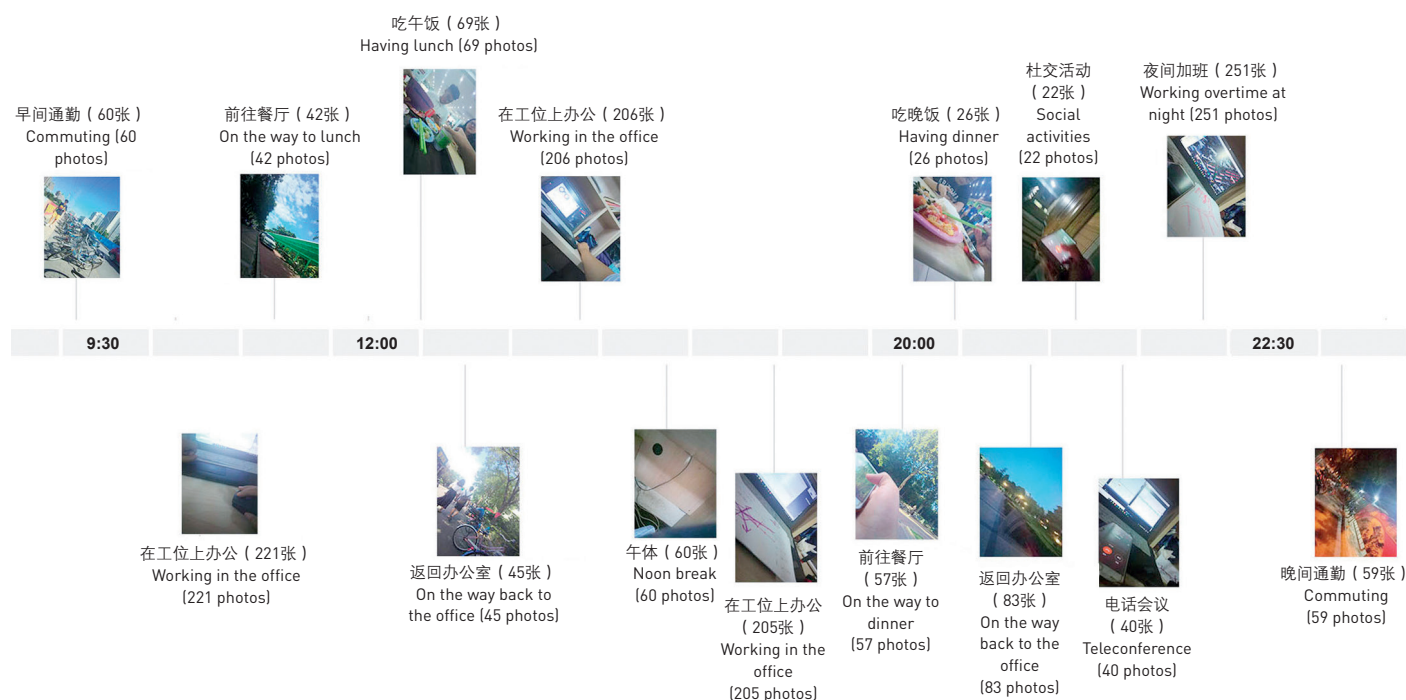 吃午饭（69张）
Having lunch (69 photos)
早间通勤（60张）
Commuting (60
photos)
前往餐厅（42张）
On the way to lunch
(42 photos)
在工位上办公（206张）
Working in the office
(206 photos)
吃晚饭（26张）
Having dinner
(26 photos)
杜交活动
（22张）
Social
activities
(22 photos)
夜间加班（251张）
Working overtime at
night (251 photos)
9:30
12:00
20:00
22:30
在工位上办公（221张）
Working in the office
(221 photos)
返回办公室（45张）
On the way back to
the office (45 photos)
午体（60张）
Noon break
(60 photos)
在工位上办公
（205张）
Working in the
office
(205 photos)
前往餐厅
（57张）
On the way to
dinner
(57 photos)
返回办公室
（83张）
On the way
back to the
office
(83 photos)
电话会议
（40张）
Teleconference
(40 photos)
晚间通勤（59张）
Commuting
(59 photos)